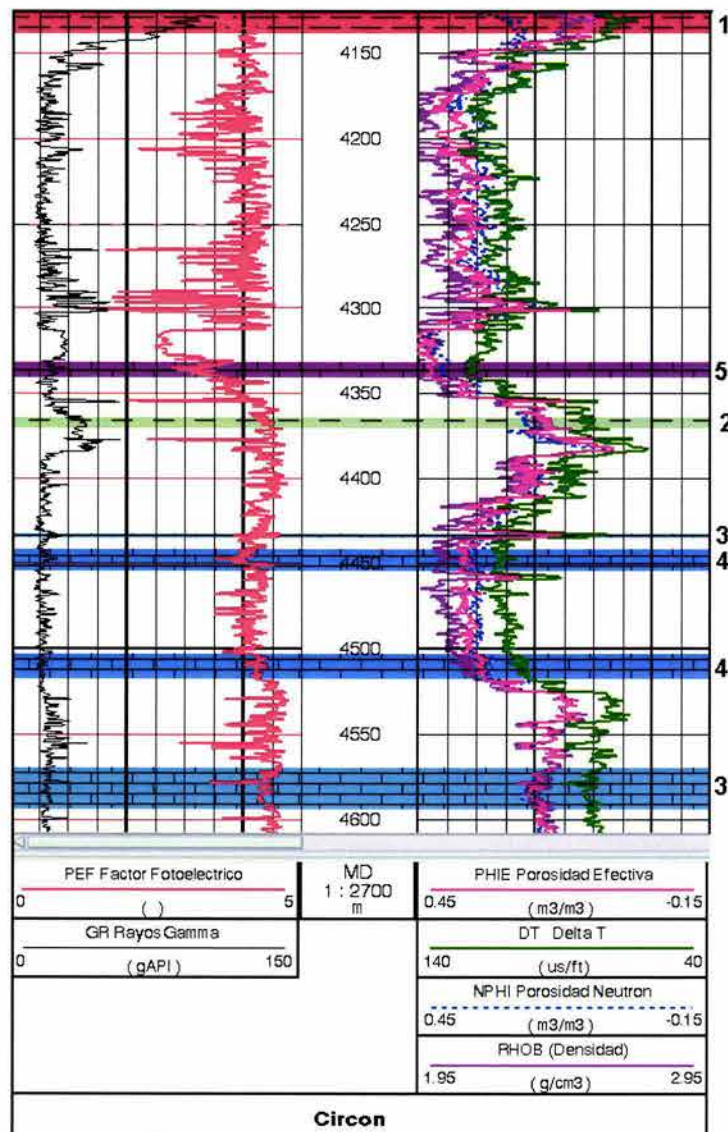 1
4150
4200
4250
4300
5
4350
2
4400
3
4450
4
4500
4
4550
3
4600
PEF Factor Fotoelectrico
0 ( ) 5
GR Rayos Gamma
0 (gAPI) 150
MD
1 : 2700
m
PHIE Porosidad Efectiva
0.45 (m3/m3) -0.15
DT Delta T
140 (us/ft) 40
NPHI Porosidad Neutron
0.45 (m3/m3) -0.15
RHOB (Densidad)
1.95 (g/cm3) 2.95
Circon